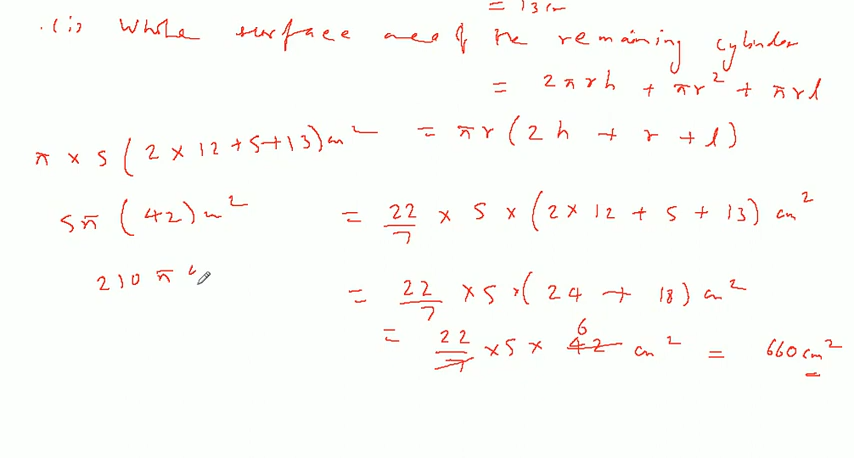 = 13 cm
(i) Whole surface area of the remaining cylinder
= 2πrh + πr² + πrl
π × 5 (2 × 12 + 5 + 13) cm² = πr (2h + r + l)
5π (42) cm² = 22/7 × 5 × (2 × 12 + 5 + 13) cm²
210 π
= 22/7 × 5 × (24 + 18) cm²
6
= 22/7 × 5 × 42 cm² = 660 cm²